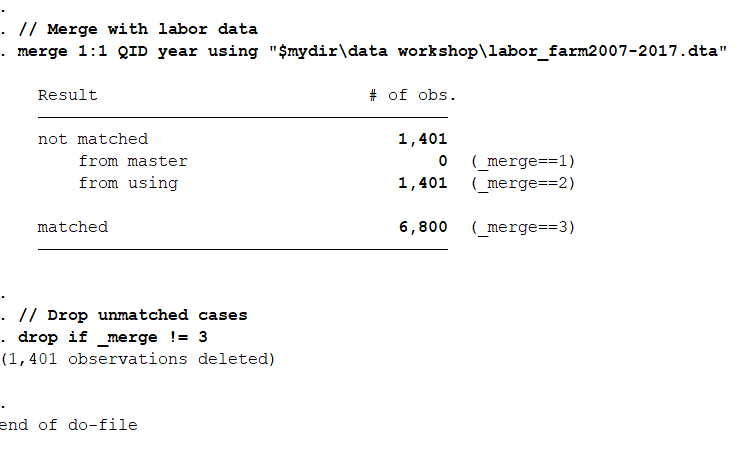 .
. // Merge with labor data
. merge 1:1 QID year using "$mydir\data workshop\labor_farm2007-2017.dta"
Result # of obs.
not matched 1,401
from master 0 (_merge==1)
from using 1,401 (_merge==2)
matched 6,800 (_merge==3)
.
. // Drop unmatched cases
. drop if _merge != 3
(1,401 observations deleted)
.
end of do-file